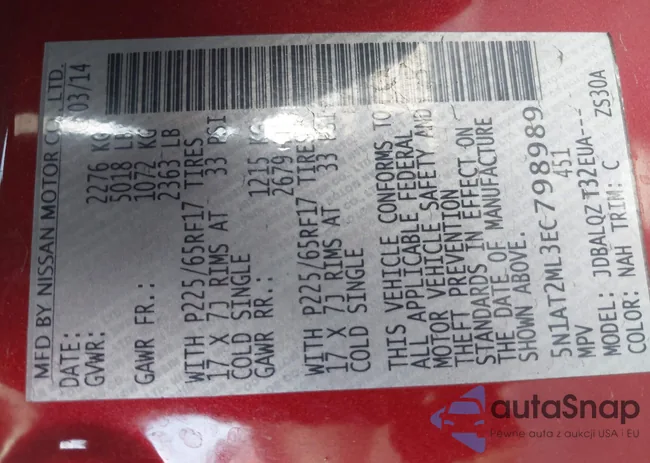 MFD BY NISSAN MOTOR CO., LTD.
DATE: 03/14
GVWR: 2276 KG
5018 LB
GAWR FR.: 1072 KG
2363 LB
WITH P225/65RF17 TIRES
17 X 7J RIMS AT 33 PSI
COLD SINGLE
GAWR RR.: 1215 KG
2679
WITH P225/65RF17 TIRES
17 X 7J RIMS AT 33 PSI
COLD SINGLE
THIS VEHICLE CONFORMS TO
ALL APPLICABLE FEDERAL
MOTOR VEHICLE SAFETY AND
THEFT PREVENTION
STANDARDS IN EFFECT ON
THE DATE OF MANUFACTURE
SHOWN ABOVE.
5N1AT2ML3EC798989
MPV 451
MODEL: JDBALQZ T32EUA---
COLOR: NAH TRIM: C ZS30A
autaSnap
Pewne auta z aukcji USA i EU